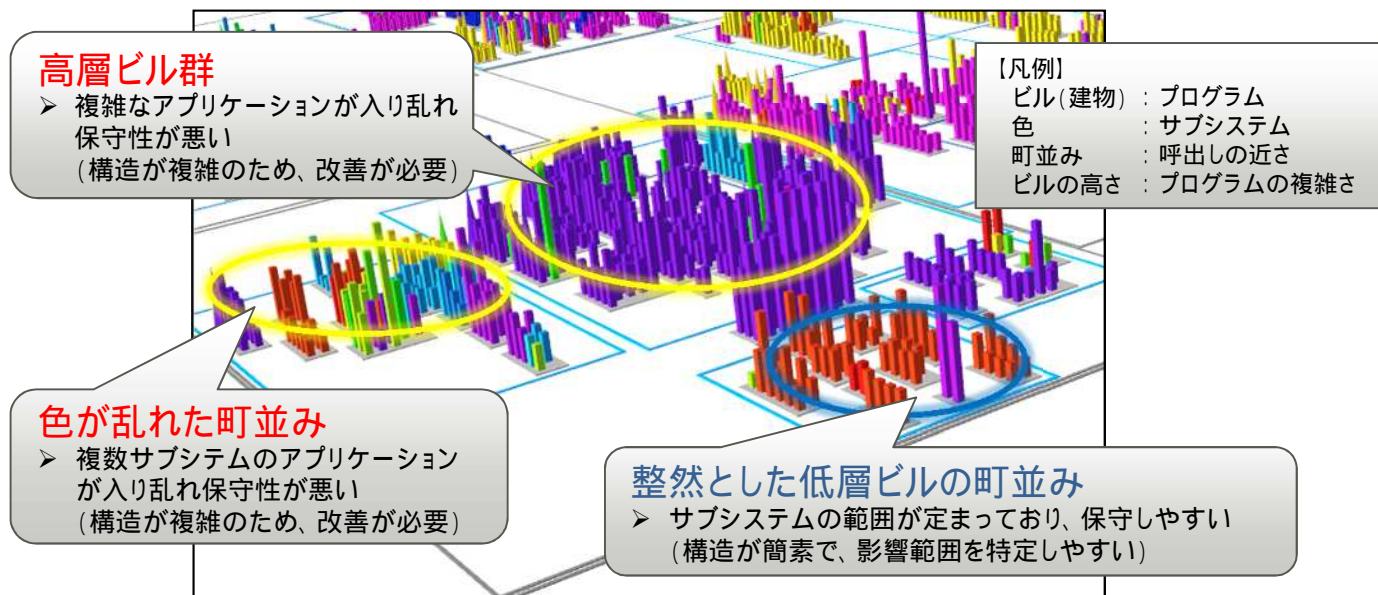 高層ビル群
➢ 複雑なアプリケーションが入り乱れ
保守性が悪い
(構造が複雑のため、改善が必要)
【凡例】
ビル(建物) : プログラム
色 : サブシステム
町並み : 呼出しの近さ
ビルの高さ : プログラムの複雑さ
色が乱れた町並み
➢ 複数サブシテムのアプリケーション
が入り乱れ保守性が悪い
(構造が複雑のため、改善が必要)
整然とした低層ビルの町並み
➢ サブシステムの範囲が定まっており、保守しやすい
(構造が簡素で、影響範囲を特定しやすい)